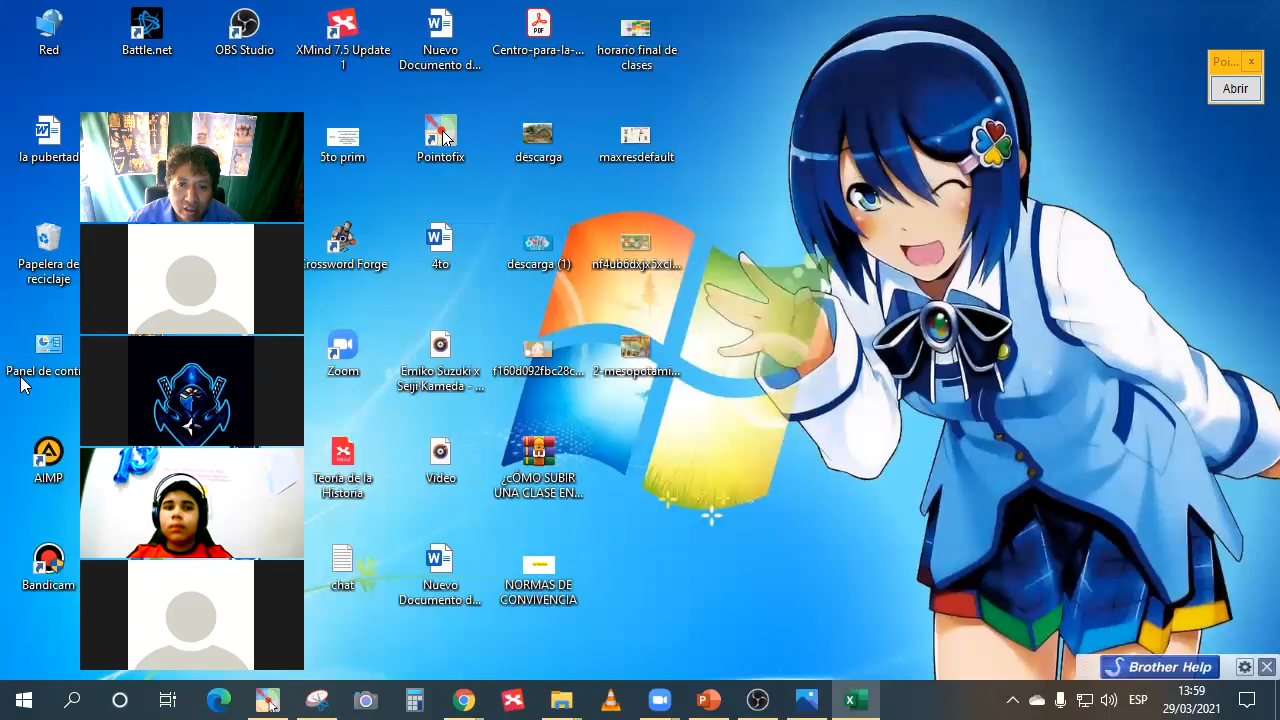 Red
Battle.net
OBS Studio
XMind 7.5 Update
1
Nuevo
Documento d...
Centro-para-la-...
horario final de
clases
Poi...
x
Abrir
la pubertad
5to prim
Pointofix
descarga
maxresdefault
Papelera de
reciclaje
Crossword Forge
4to
descarga (1)
nf4ub6dxjx5xcl...
Panel de contr
Zoom
Emiko Suzuki x
Seiji Kameda - ...
f160d092fbc28c...
2-mesopotami...
AIMP
Teoria de la
Historia
Video
¿CÓMO SUBIR
UNA CLASE EN...
Bandicam
chat
Nuevo
Documento d...
NORMAS DE
CONVIVENCIA
Brother Help
ESP
13:59
29/03/2021